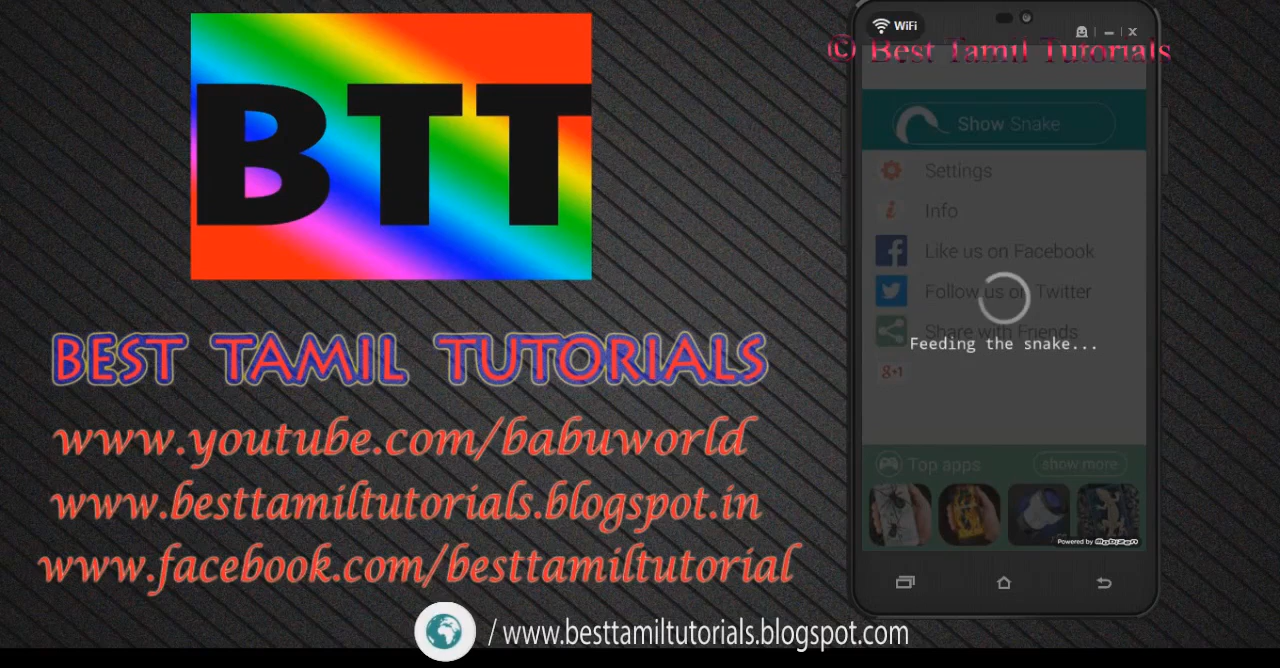 BTT
BEST TAMIL TUTORIALS
www.youtube.com/babuworld
www.besttamiltutorials.blogspot.in
www.facebook.com/besttamiltutorial
/ www.besttamiltutorials.blogspot.com
WiFi
© Best Tamil Tutorials
Show Snake
Settings
Info
Like us on Facebook
Follow us on Twitter
Share with Friends
Feeding the snake...
g+1
Top apps
show more
Powered by mobizen